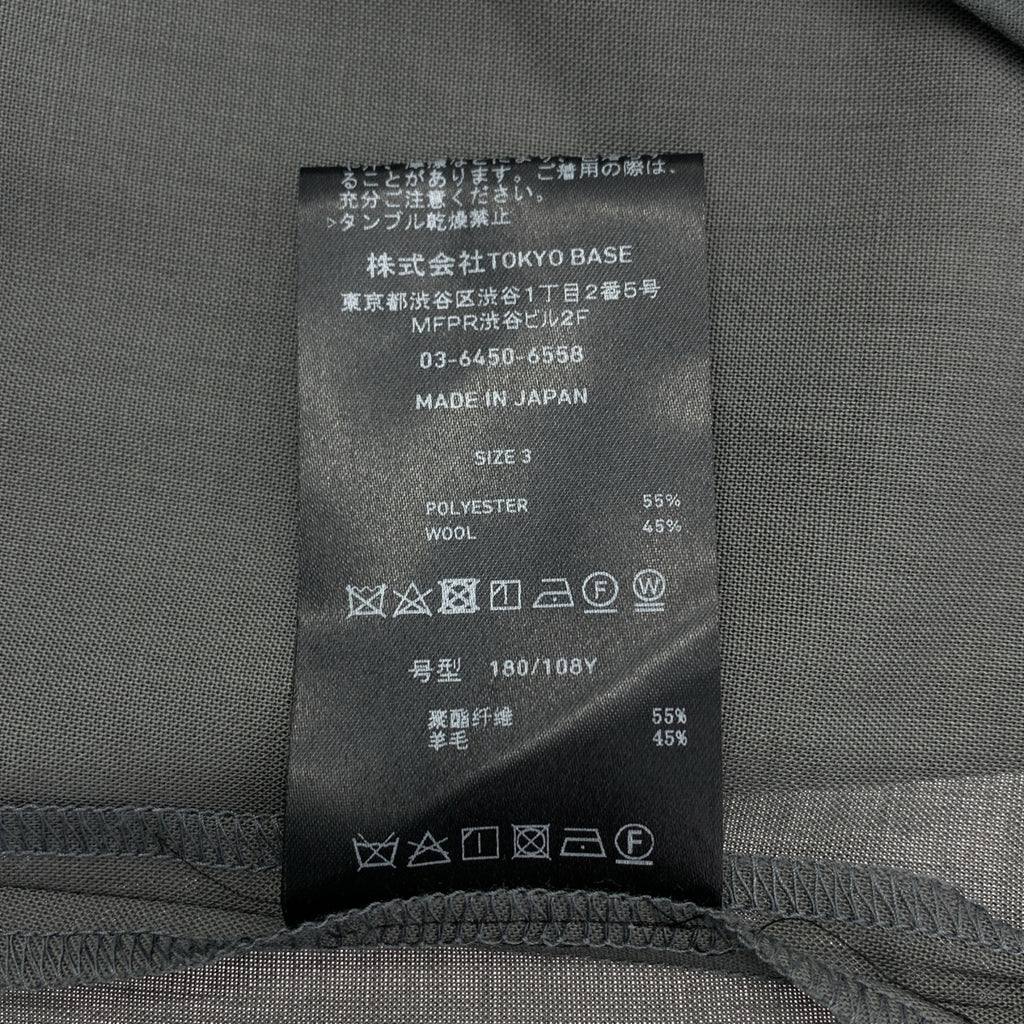 ることがあります。ご着用の際は、
充分ご注意ください。
>タンブル乾燥禁止
株式会社TOKYO BASE
東京都渋谷区渋谷1丁目2番5号
MFPR渋谷ビル2F
03-6450-6558
MADE IN JAPAN
SIZE 3
POLYESTER 55%
WOOL 45%
F W
号型 180/108Y
聚酯纤维 55%
羊毛 45%
F